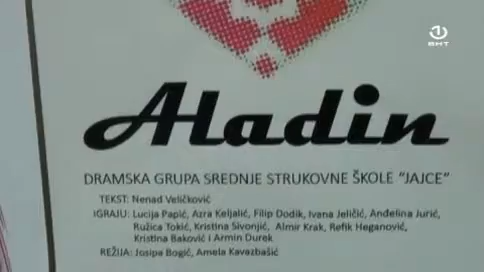 BHT
Aladin
DRAMSKA GRUPA SREDNJE STRUKOVNE ŠKOLE "JAJCE"
TEKST: Nenad Veličković
IGRAJU: Lucija Papić, Azra Keljalić, Filip Dodik, Ivana Jeličić, Anđelina Jurić,
Ružica Tokić, Kristina Sivonjić, Almir Krak, Refik Heganović,
Kristina Baković i Armin Durek
REŽIJA: Josipa Bogić, Amela Kavazbašić